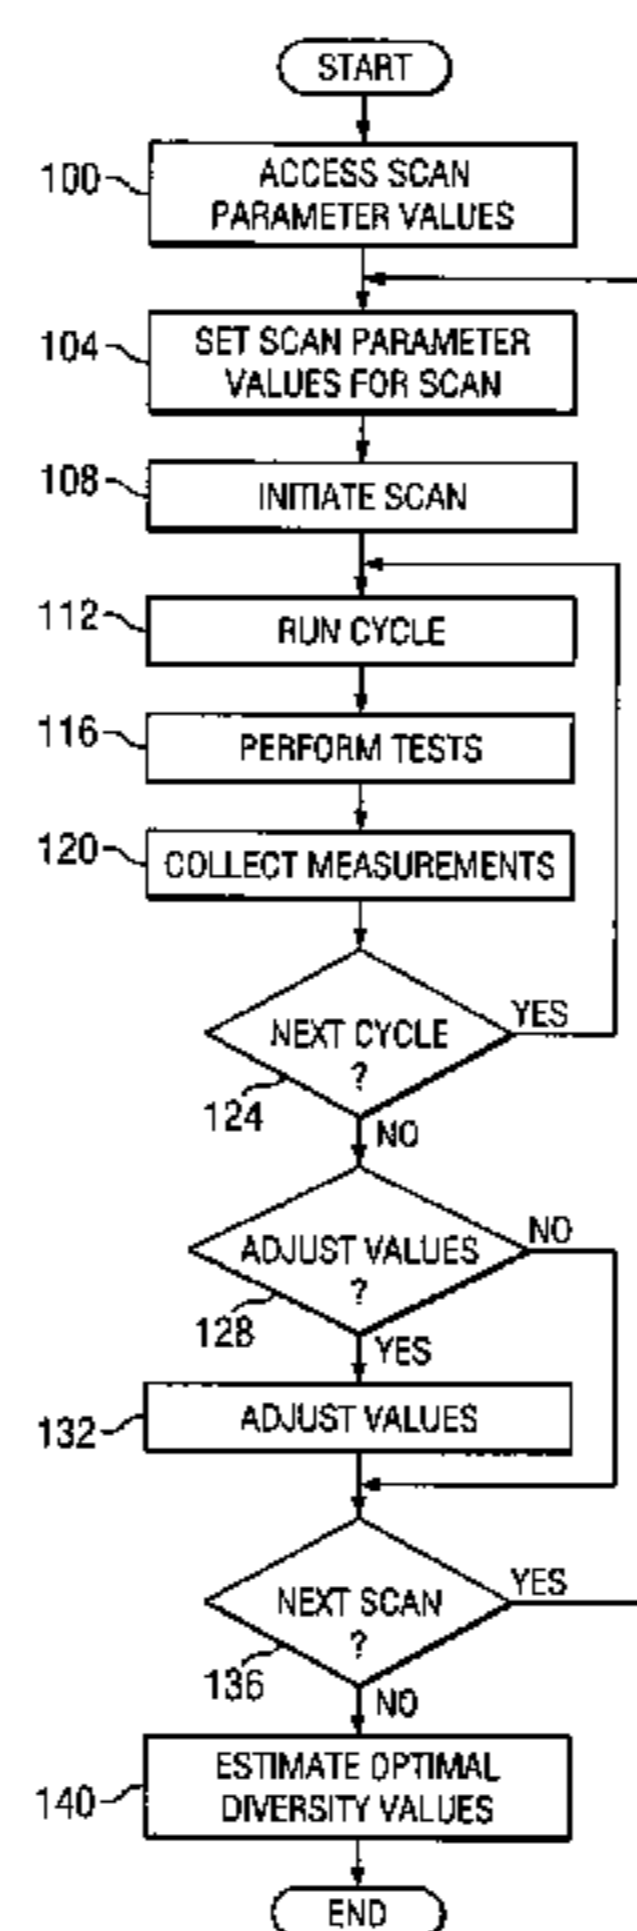 START
100
ACCESS SCAN
PARAMETER VALUES
104
SET SCAN PARAMETER
VALUES FOR SCAN
108
INITIATE SCAN
112
RUN CYCLE
116
PERFORM TESTS
120
COLLECT MEASUREMENTS
NEXT CYCLE
?
YES
124
NO
ADJUST VALUES
?
NO
128
YES
132
ADJUST VALUES
NEXT SCAN
?
YES
136
NO
140
ESTIMATE OPTIMAL
DIVERSITY VALUES
END